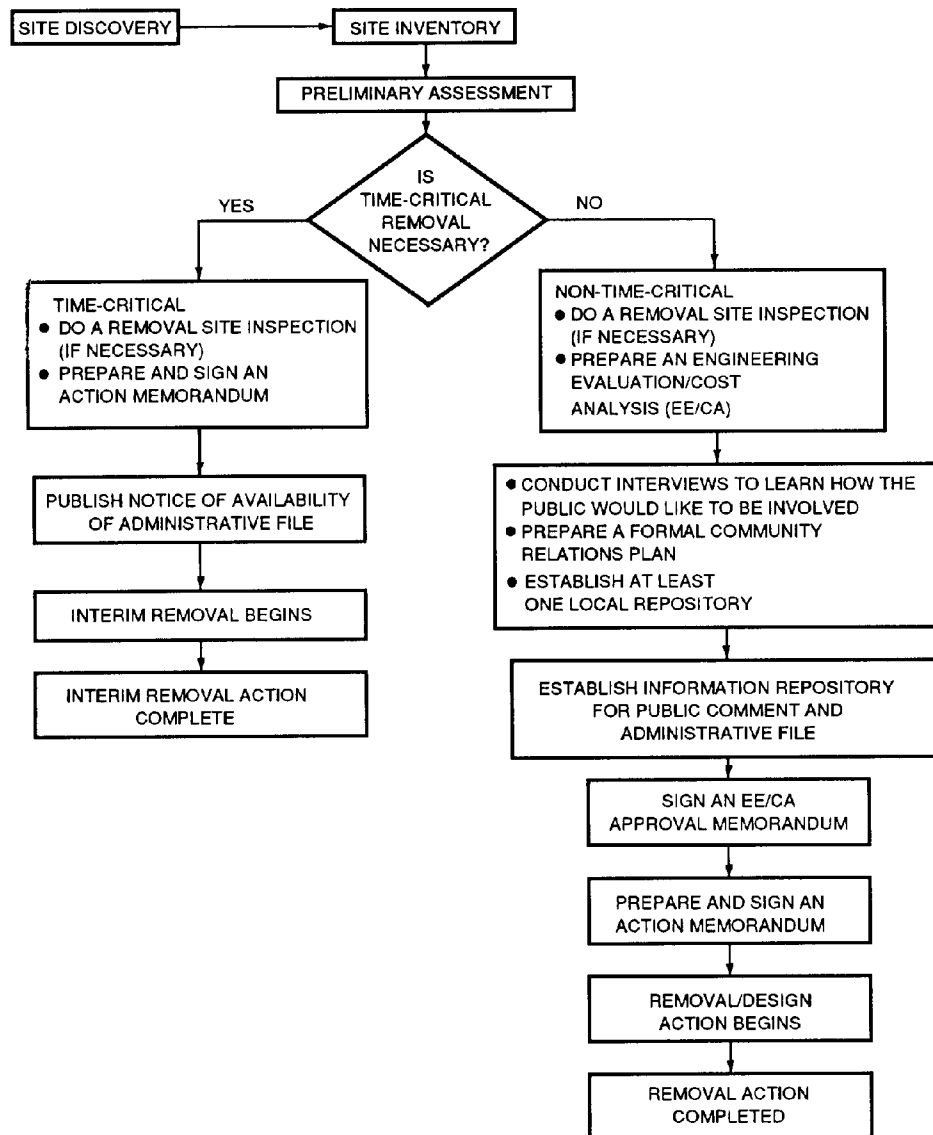 SITE DISCOVERY
SITE INVENTORY
PRELIMINARY ASSESSMENT
IS
TIME-CRITICAL
REMOVAL
NECESSARY?
YES
NO
TIME-CRITICAL
● DO A REMOVAL SITE INSPECTION
(IF NECESSARY)
● PREPARE AND SIGN AN
ACTION MEMORANDUM
PUBLISH NOTICE OF AVAILABILITY
OF ADMINISTRATIVE FILE
INTERIM REMOVAL BEGINS
INTERIM REMOVAL ACTION
COMPLETE
NON-TIME-CRITICAL
● DO A REMOVAL SITE INSPECTION
(IF NECESSARY)
● PREPARE AN ENGINEERING
EVALUATION/COST
ANALYSIS (EE/CA)
● CONDUCT INTERVIEWS TO LEARN HOW THE
PUBLIC WOULD LIKE TO BE INVOLVED
● PREPARE A FORMAL COMMUNITY
RELATIONS PLAN
● ESTABLISH AT LEAST
ONE LOCAL REPOSITORY
ESTABLISH INFORMATION REPOSITORY
FOR PUBLIC COMMENT AND
ADMINISTRATIVE FILE
SIGN AN EE/CA
APPROVAL MEMORANDUM
PREPARE AND SIGN AN
ACTION MEMORANDUM
REMOVAL/DESIGN
ACTION BEGINS
REMOVAL ACTION
COMPLETED